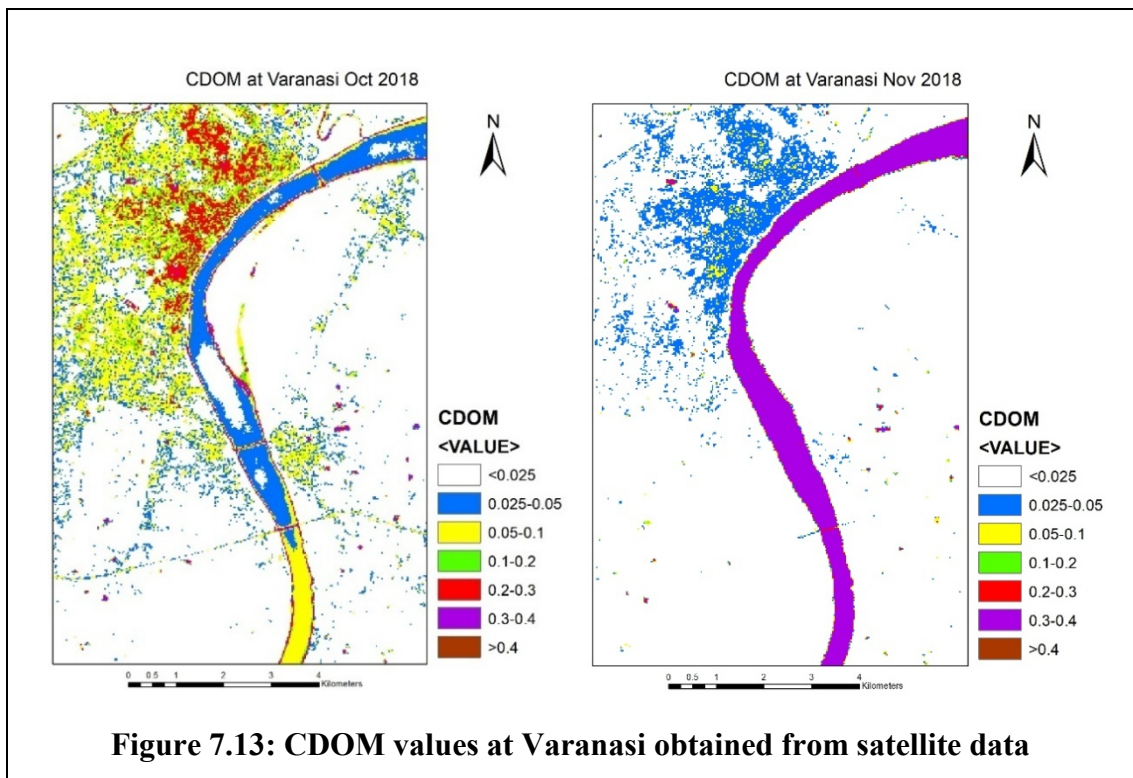 CDOM at Varanasi Oct 2018
N
CDOM
<VALUE>
<0.025
0.025-0.05
0.05-0.1
0.1-0.2
0.2-0.3
0.3-0.4
>0.4
0 0.5 1 2 3 4
Kilometers
CDOM at Varanasi Nov 2018
N
CDOM
<VALUE>
<0.025
0.025-0.05
0.05-0.1
0.1-0.2
0.2-0.3
0.3-0.4
>0.4
0 0.5 1 2 3 4
Kilometers
Figure 7.13: CDOM values at Varanasi obtained from satellite data